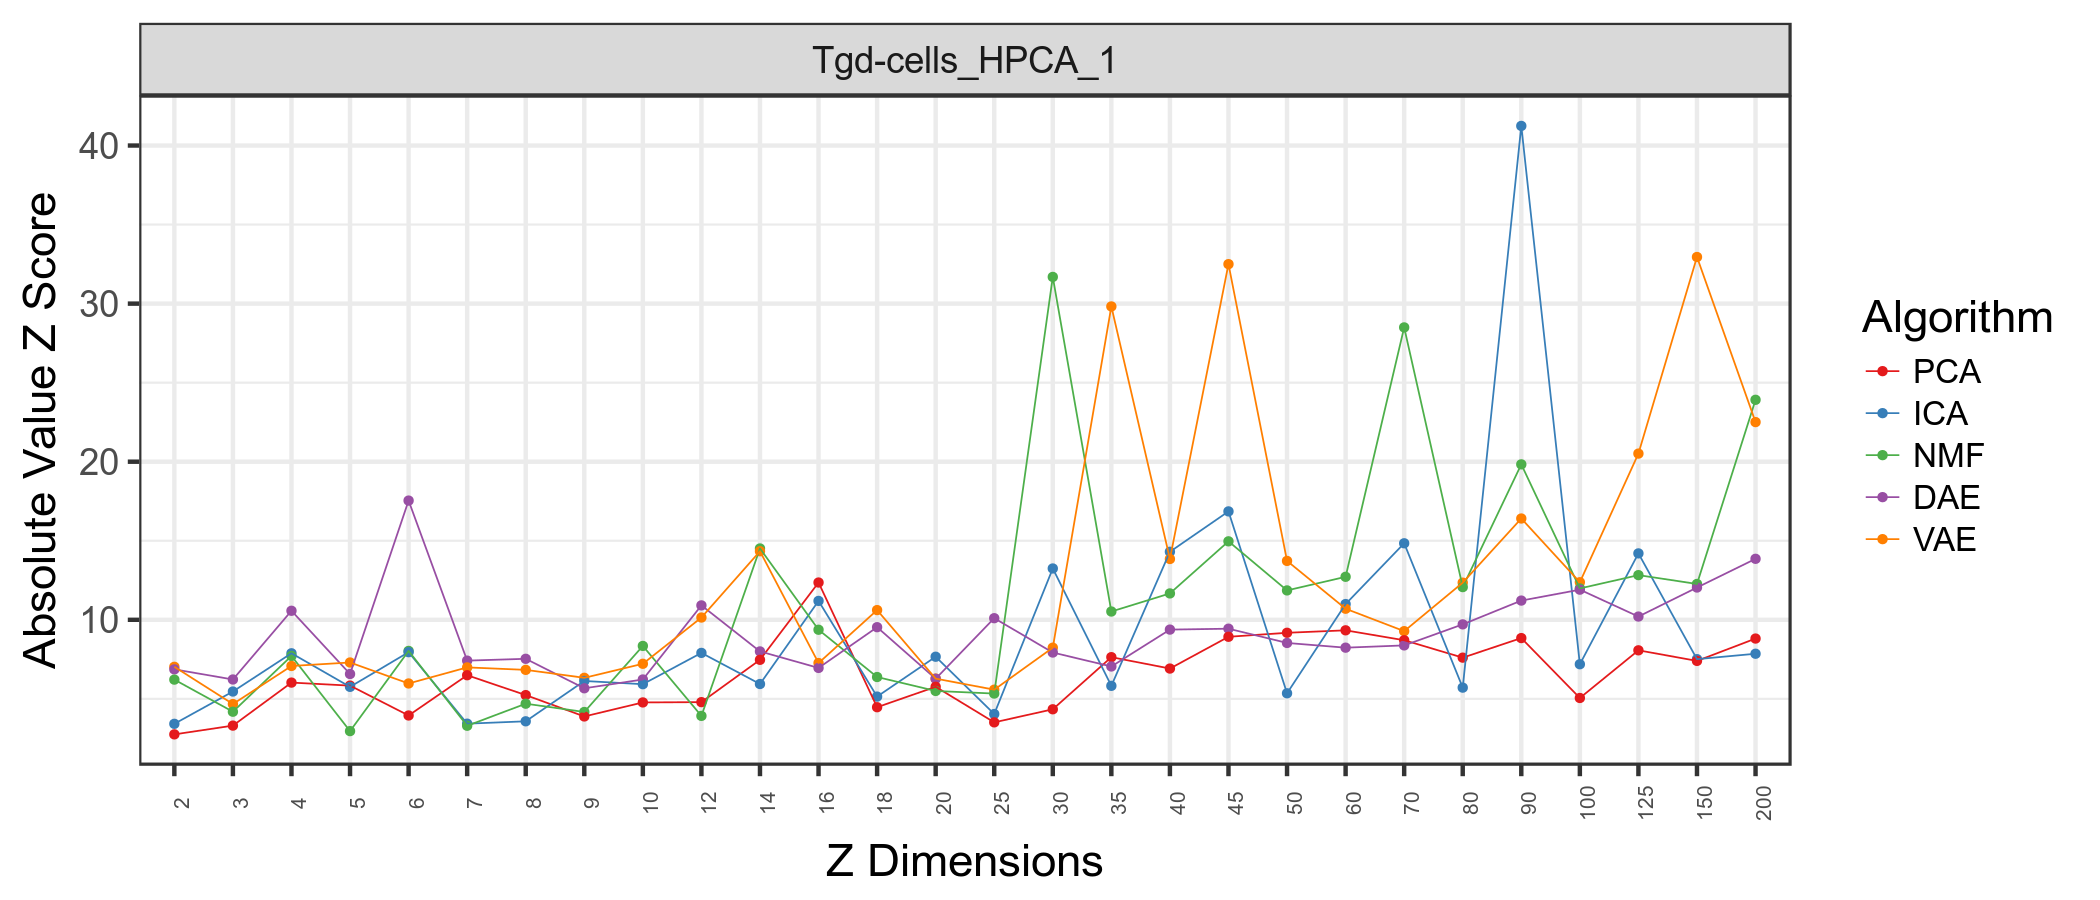 Tgd-cells_HPCA_1
Absolute Value Z Score
40
30
20
10
2 3 4 5 6 7 8 9 10 12 14 16 18 20 25 30 35 40 45 50 60 70 80 90 100 125 150 200
Z Dimensions
Algorithm
PCA
ICA
NMF
DAE
VAE